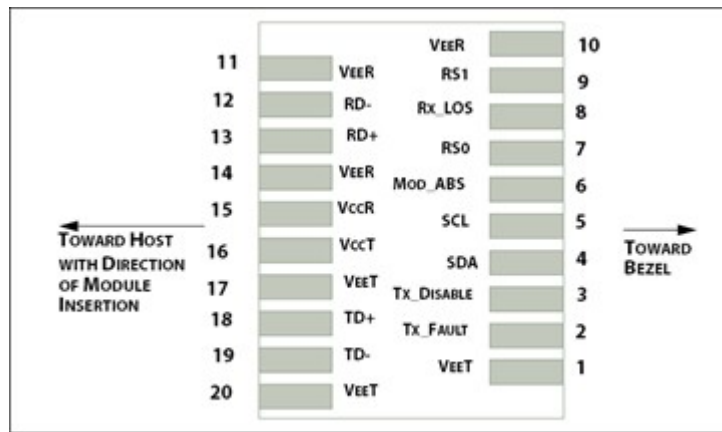 11 VEER
12 RD-
13 RD+
14 VEER
15 VCCR
16 VCCT
17 VEET
18 TD+
19 TD-
20 VEET
VEER 10
RS1 9
RX_LOS 8
RS0 7
MOD_ABS 6
SCL 5
SDA 4
TX_DISABLE 3
TX_FAULT 2
VEET 1
TOWARD HOST
WITH DIRECTION
OF MODULE
INSERTION
TOWARD
BEZEL